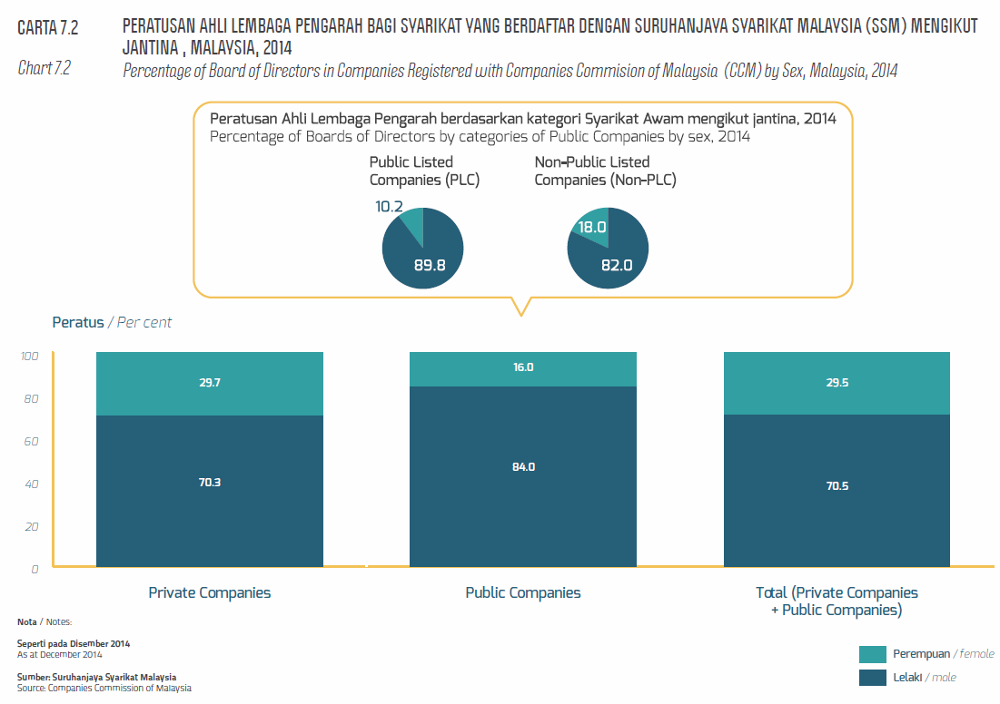 CARTA 7.2
Chart 7.2
PERATUSAN AHLI LEMBAGA PENGARAH BAGI SYARIKAT YANG BERDAFTAR DENGAN SURUHANJAYA SYARIKAT MALAYSIA (SSM) MENGIKUT
JANTINA , MALAYSIA, 2014
Percentage of Board of Directors in Companies Registered with Companies Commision of Malaysia (CCM) by Sex, Malaysia, 2014
Peratusan Ahli Lembaga Pengarah berdasarkan kategori Syarikat Awam mengikut jantina, 2014
Percentage of Boards of Directors by categories of Public Companies by sex, 2014
Public Listed
Companies (PLC)
10.2
89.8
Non-Public Listed
Companies (Non-PLC)
18.0
82.0
Peratus / Per cent
100
80
60
40
20
0
29.7
70.3
16.0
84.0
29.5
70.5
Private Companies
Public Companies
Total (Private Companies
+ Public Companies)
Nota / Notes:
Seperti pada Disember 2014
As at December 2014
Sumber: Suruhanjaya Syarikat Malaysia
Source: Companies Commission of Malaysia
Perempuan / female
Lelaki / male